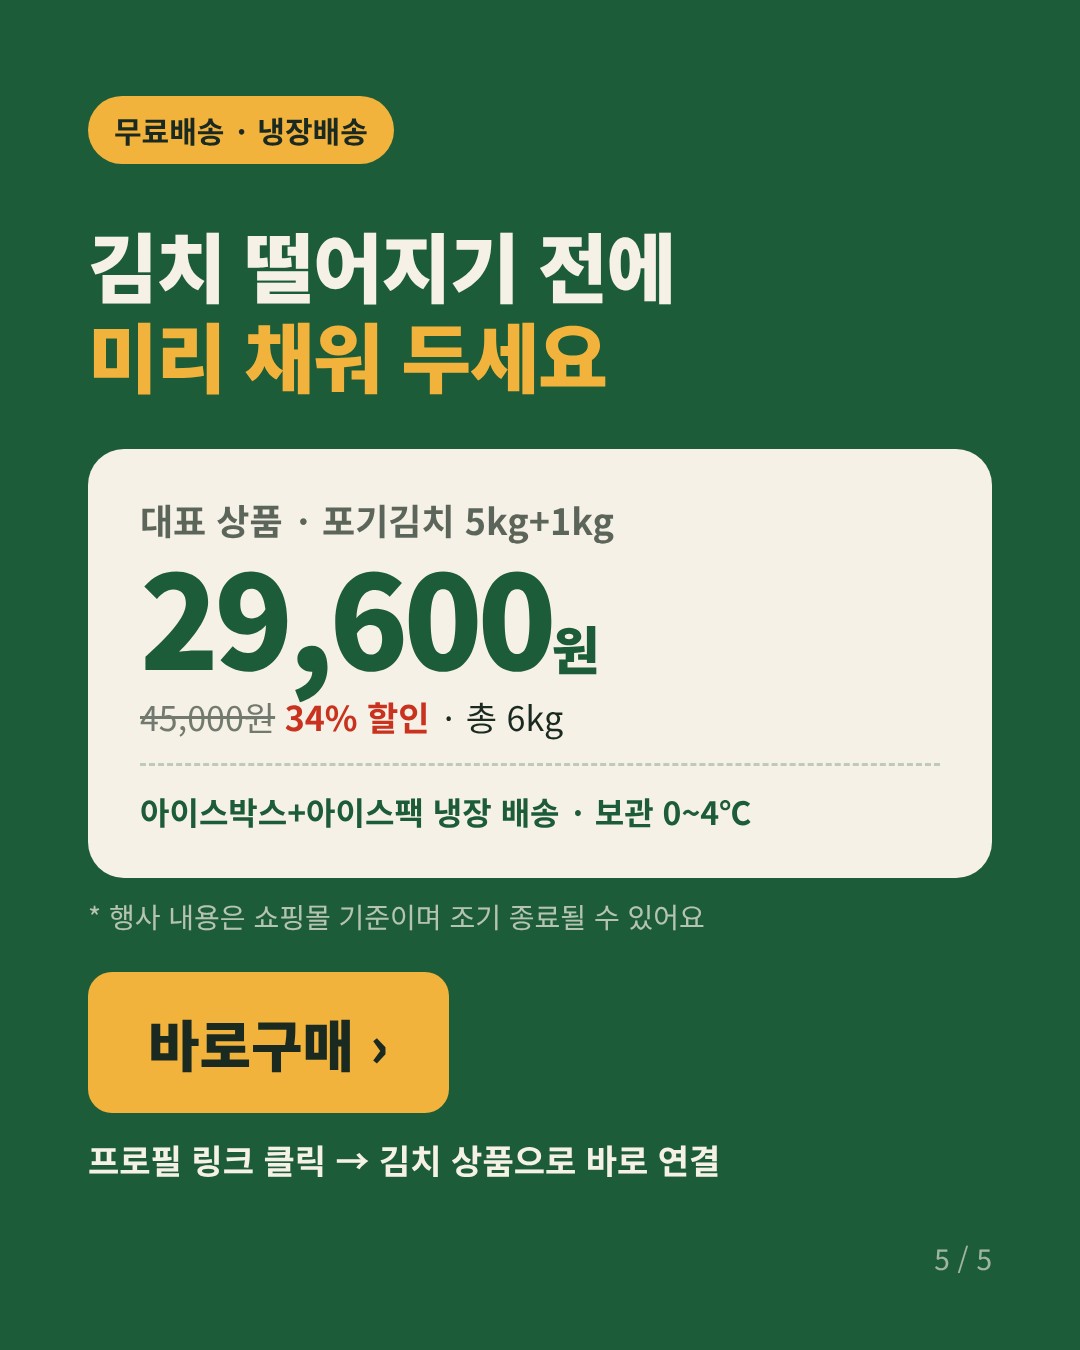 무료배송 · 냉장배송
김치 떨어지기 전에
미리 채워 두세요
대표 상품 · 포기김치 5kg+1kg
29,600원
45,000원 34% 할인 · 총 6kg
아이스박스+아이스팩 냉장 배송 · 보관 0~4℃
* 행사 내용은 쇼핑몰 기준이며 조기 종료될 수 있어요
바로구매 ›
프로필 링크 클릭 → 김치 상품으로 바로 연결
5 / 5